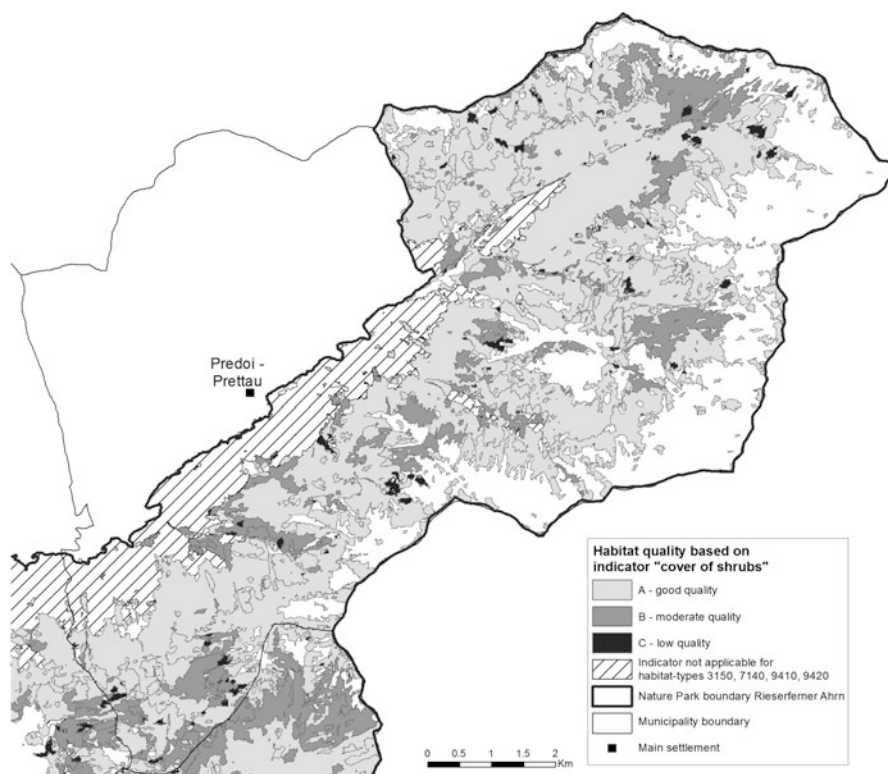 Predoi -
Prettau
Habitat quality based on
indicator "cover of shrubs"
A - good quality
B - moderate quality
C - low quality
Indicator not applicable for
habitat-types 3150, 7140, 9410, 9420
Nature Park boundary Rieserferner Ahrn
Municipality boundary
Main settlement
0 0.5 1 1.5 2
Km